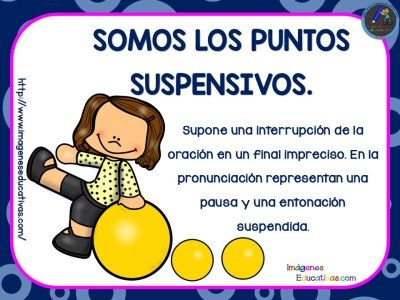 SOMOS LOS PUNTOS
SUSPENSIVOS.
http://www.imageneseducativas.com/
Supone una interrupción de la
oración en un final impreciso. En la
pronunciación representan una
pausa y una entonación
suspendida.
Imágenes
Educativas.com